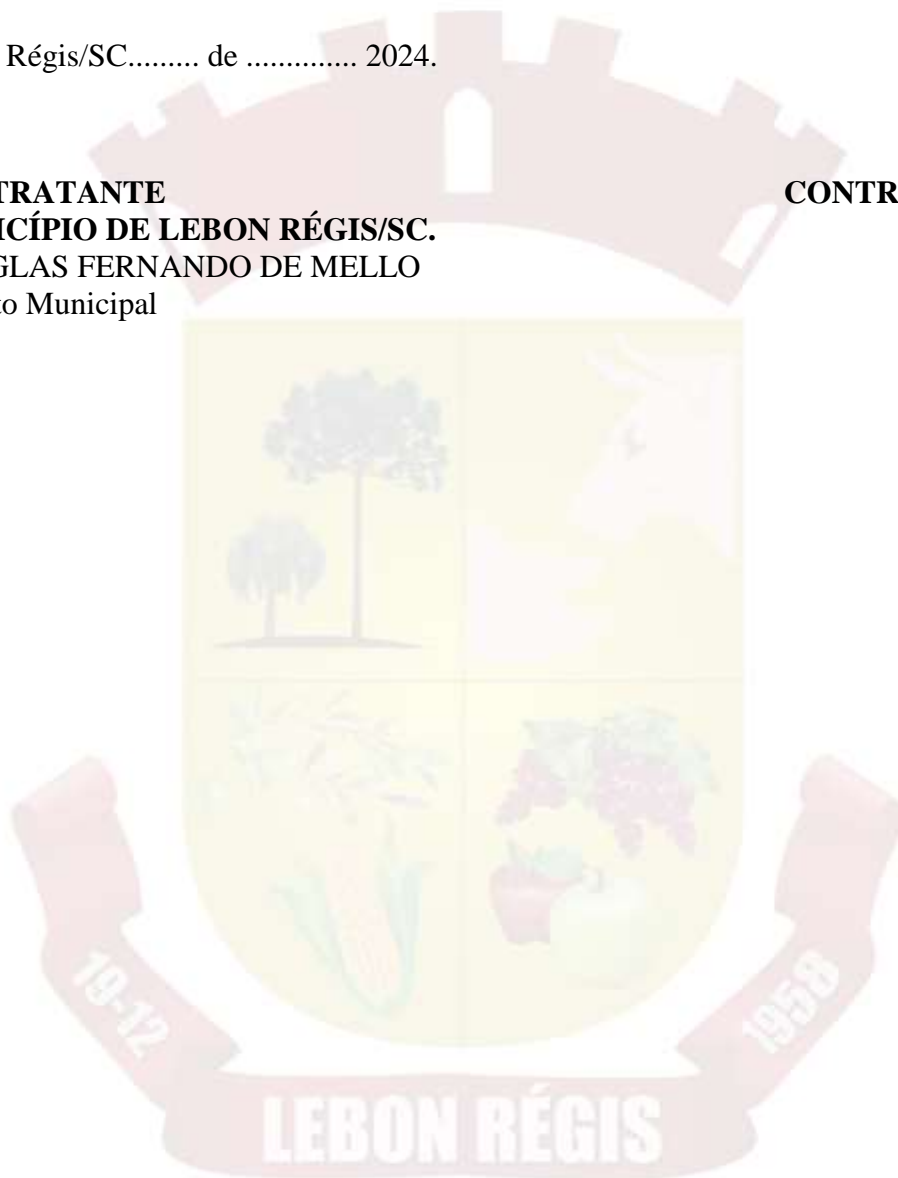 Régis/SC......... de .............. 2024.
TRATANTE CONTR
ICÍPIO DE LEBON RÉGIS/SC.
GLAS FERNANDO DE MELLO
to Municipal
19-12 1958
LEBON RÉGIS